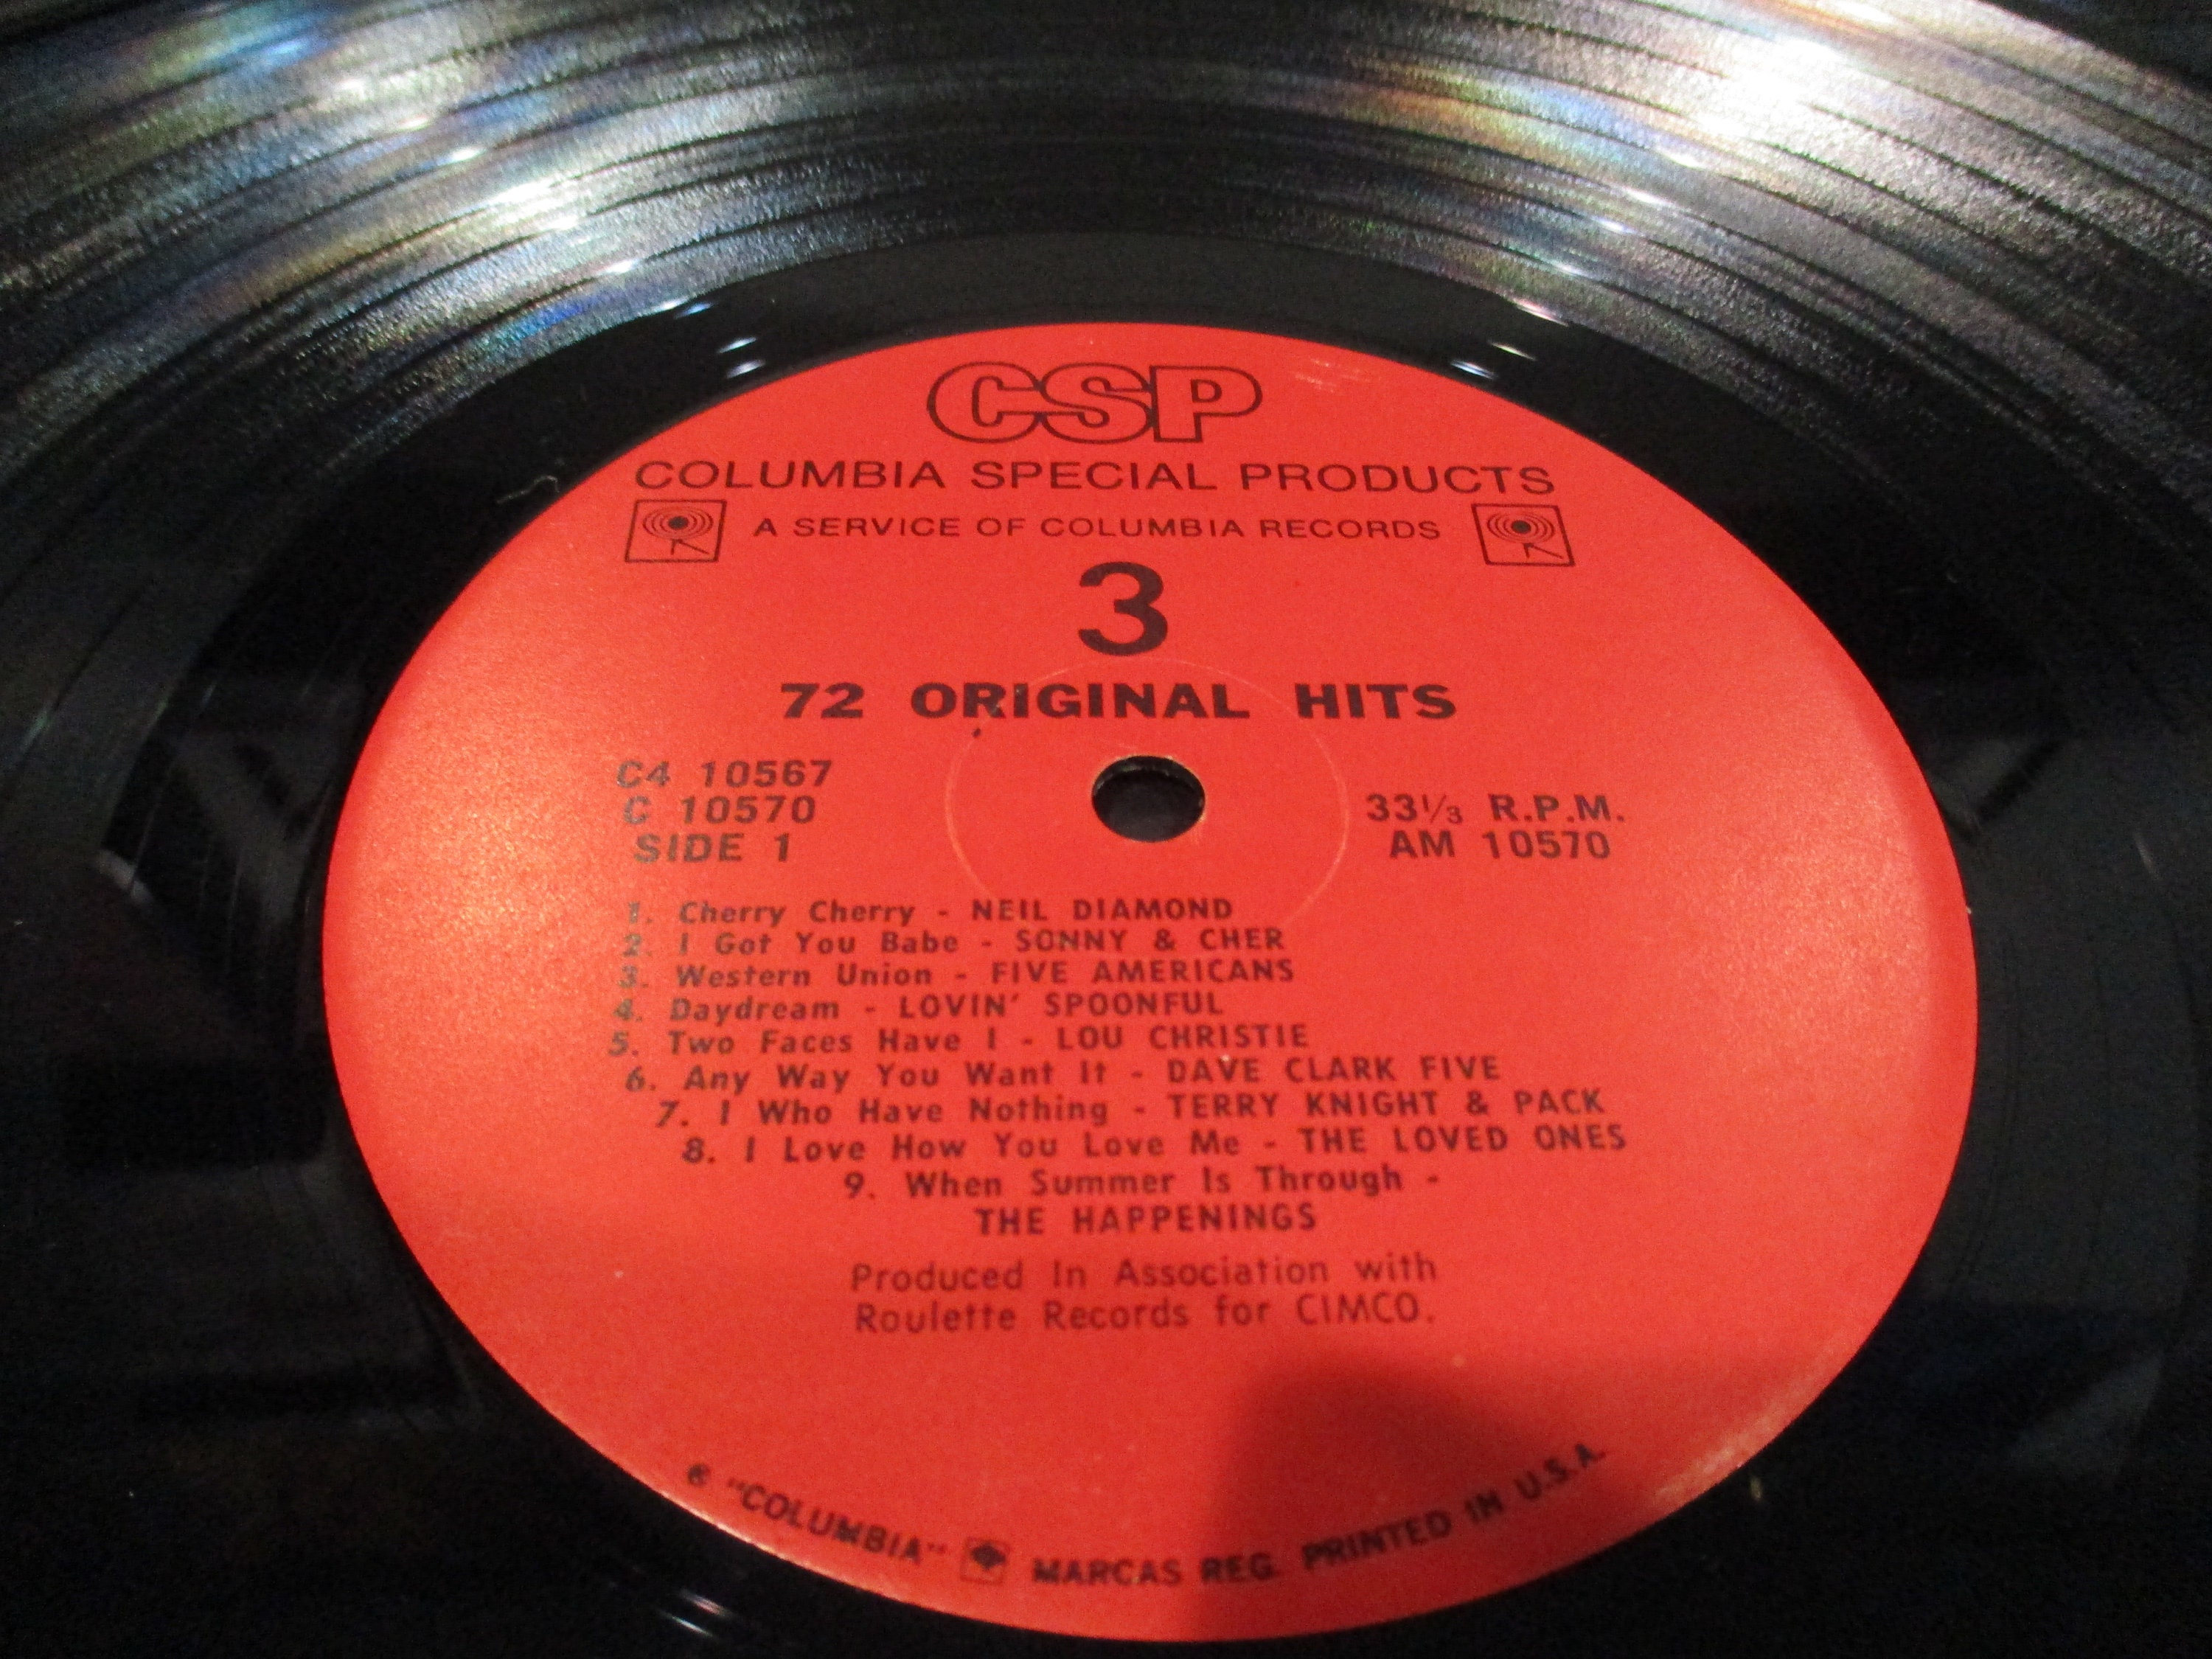 CSP
COLUMBIA SPECIAL PRODUCTS
A SERVICE OF COLUMBIA RECORDS
3
72 ORIGINAL HITS
C4 10567
C 10570
SIDE 1
33⅓ R.P.M.
AM 10570
1. Cherry Cherry - NEIL DIAMOND
2. I Got You Babe - SONNY & CHER
3. Western Union - FIVE AMERICANS
4. Daydream - LOVIN' SPOONFUL
5. Two Faces Have I - LOU CHRISTIE
6. Any Way You Want It - DAVE CLARK FIVE
7. I Who Have Nothing - TERRY KNIGHT & PACK
8. I Love How You Love Me - THE LOVED ONES
9. When Summer Is Through -
THE HAPPENINGS
Produced In Association with
Roulette Records for CIMCO.
® "COLUMBIA" MARCAS REG. PRINTED IN U.S.A.